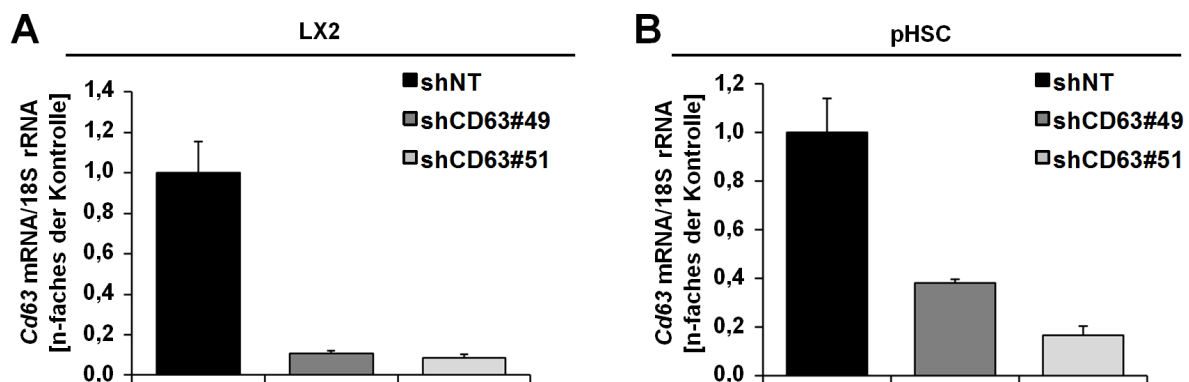 A
LX2
Cd63 mRNA/18S rRNA
[n-faches der Kontrolle]
1,4
1,2
1,0
0,8
0,6
0,4
0,2
0,0
shNT
shCD63#49
shCD63#51
B
pHSC
Cd63 mRNA/18S rRNA
[n-faches der Kontrolle]
1,2
1,0
0,8
0,6
0,4
0,2
0,0
shNT
shCD63#49
shCD63#51